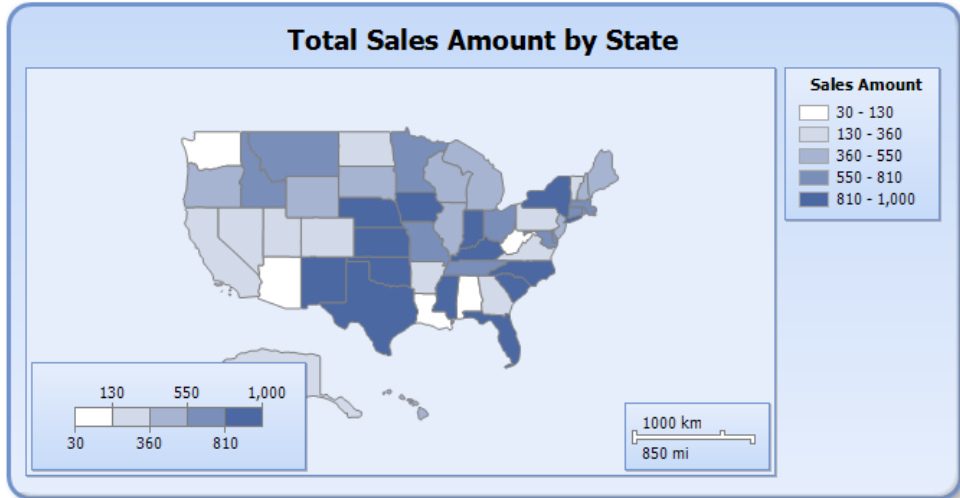 Total Sales Amount by State
Sales Amount
30 - 130
130 - 360
360 - 550
550 - 810
810 - 1,000
130 550 1,000
30 360 810
1000 km
850 mi